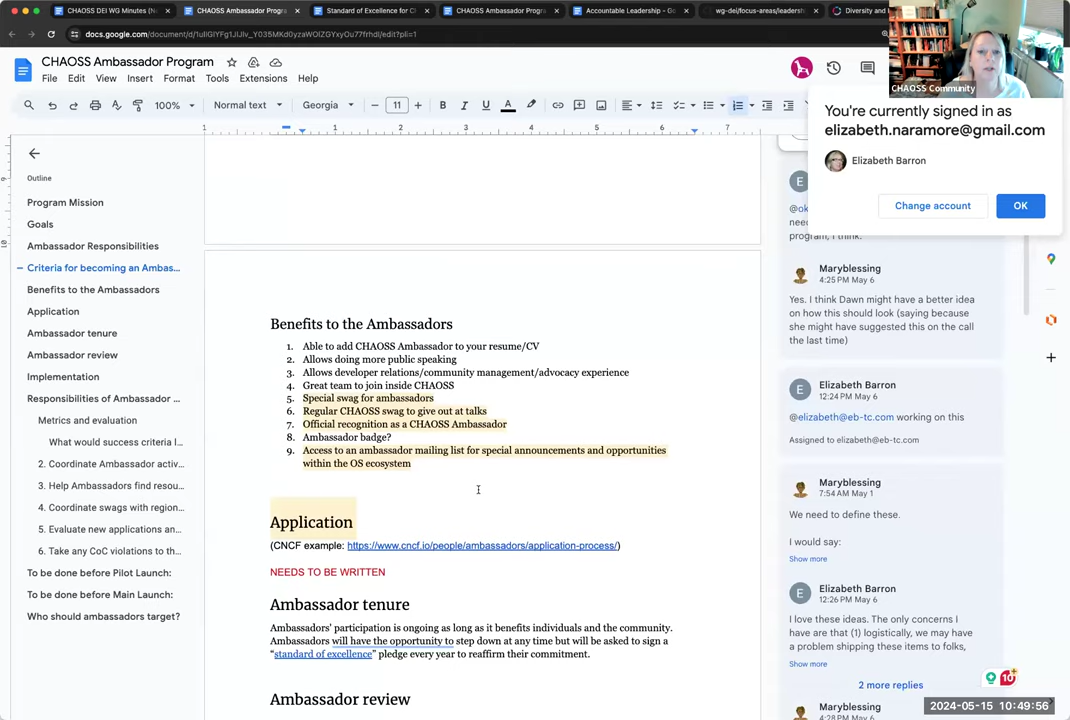 CHAOSS DEI WG Minutes (N
CHAOSS Ambassador Progra
Standard of Excellence for C
CHAOSS Ambassador Program
Accountable Leadership - Go
wg-dei/focus-areas/leadersh
Diversity and
docs.google.com/document/d/
CHAOSS Ambassador Program
File Edit View Insert Format Tools Extensions Help
100% Normal text Georgia 11
CHAOSS Community
You're currently signed in as
elizabeth.naramore@gmail.com
Elizabeth Barron
Change account OK
Outline
Program Mission
Goals
Ambassador Responsibilities
Criteria for becoming an Ambas...
Benefits to the Ambassadors
Application
Ambassador tenure
Ambassador review
Implementation
Responsibilities of Ambassador ...
Metrics and evaluation
What would success criteria l...
2. Coordinate Ambassador activ...
3. Help Ambassadors find resou...
4. Coordinate swags with region...
5. Evaluate new applications an...
6. Take any CoC violations to th...
To be done before Pilot Launch:
To be done before Main Launch:
Who should ambassadors target?
1 1 2 3 4 5 6 7
Benefits to the Ambassadors
1. Able to add CHAOSS Ambassador to your resume/CV
2. Allows doing more public speaking
3. Allows developer relations/community management/advocacy experience
4. Great team to join inside CHAOSS
5. Special swag for ambassadors
6. Regular CHAOSS swag to give out at talks
7. Official recognition as a CHAOSS Ambassador
8. Ambassador badge?
9. Access to an ambassador mailing list for special announcements and opportunities
within the OS ecosystem
Application
(CNCF example: https://www.cncf.io/people/ambassadors/application-process/)
NEEDS TO BE WRITTEN
Ambassador tenure
Ambassadors' participation is ongoing as long as it benefits individuals and the community.
Ambassadors will have the opportunity to step down at any time but will be asked to sign a
“standard of excellence” pledge every year to reaffirm their commitment.
Ambassador review
E
@ok
need
program, I think.
Maryblessing
4:25 PM May 6
Yes. I think Dawn might have a better idea
on how this should look (saying because
she might have suggested this on the call
the last time)
E
Elizabeth Barron
12:24 PM May 6
@elizabeth@eb-tc.com working on this
Assigned to elizabeth@eb-tc.com
Maryblessing
7:54 AM May 1
We need to define these.
I would say:
Show more
E
Elizabeth Barron
12:26 PM May 6
I love these ideas. The only concerns I
have are that (1) logistically, we may have
a problem shipping these items to folks,
Show more
2 more replies
Maryblessing
4:28 PM May 6
10
2024-05-15 10:49:56